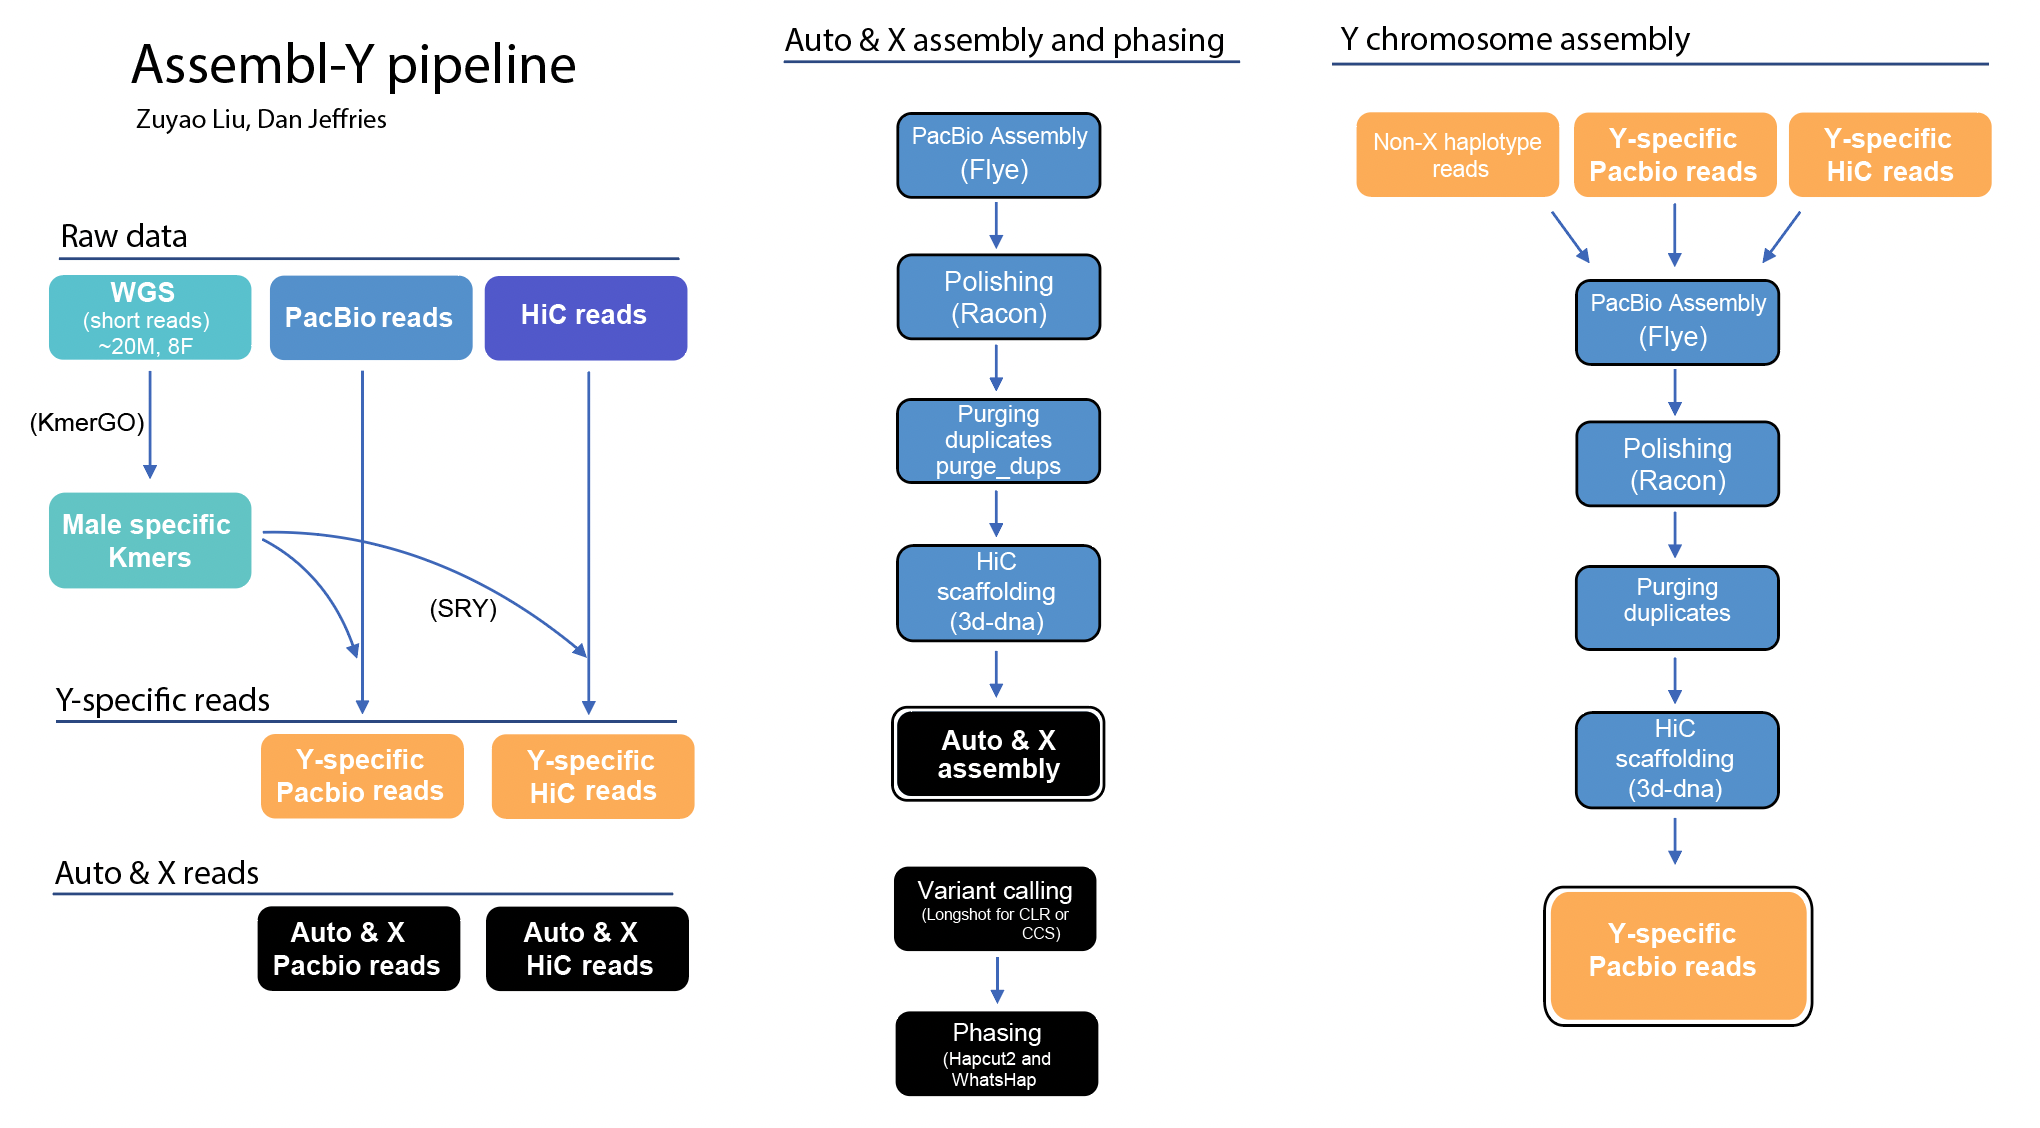 Assembl-Y pipeline
Zuyao Liu, Dan Jeffries
Raw data
WGS
(short reads)
~20M, 8F
PacBio reads
HiC reads
(KmerGO)
Male specific
Kmers
(SRY)
Y-specific reads
Y-specific
Pacbio reads
Y-specific
HiC reads
Auto & X reads
Auto & X
Pacbio reads
Auto & X
HiC reads
Auto & X assembly and phasing
PacBio Assembly
(Flye)
Polishing
(Racon)
Purging
duplicates
purge_dups
HiC
scaffolding
(3d-dna)
Auto & X
assembly
Variant calling
(Longshot for CLR or
CCS)
Phasing
(Hapcut2 and
WhatsHap
Y chromosome assembly
Non-X haplotype
reads
Y-specific
Pacbio reads
Y-specific
HiC reads
PacBio Assembly
(Flye)
Polishing
(Racon)
Purging
duplicates
HiC
scaffolding
(3d-dna)
Y-specific
Pacbio reads